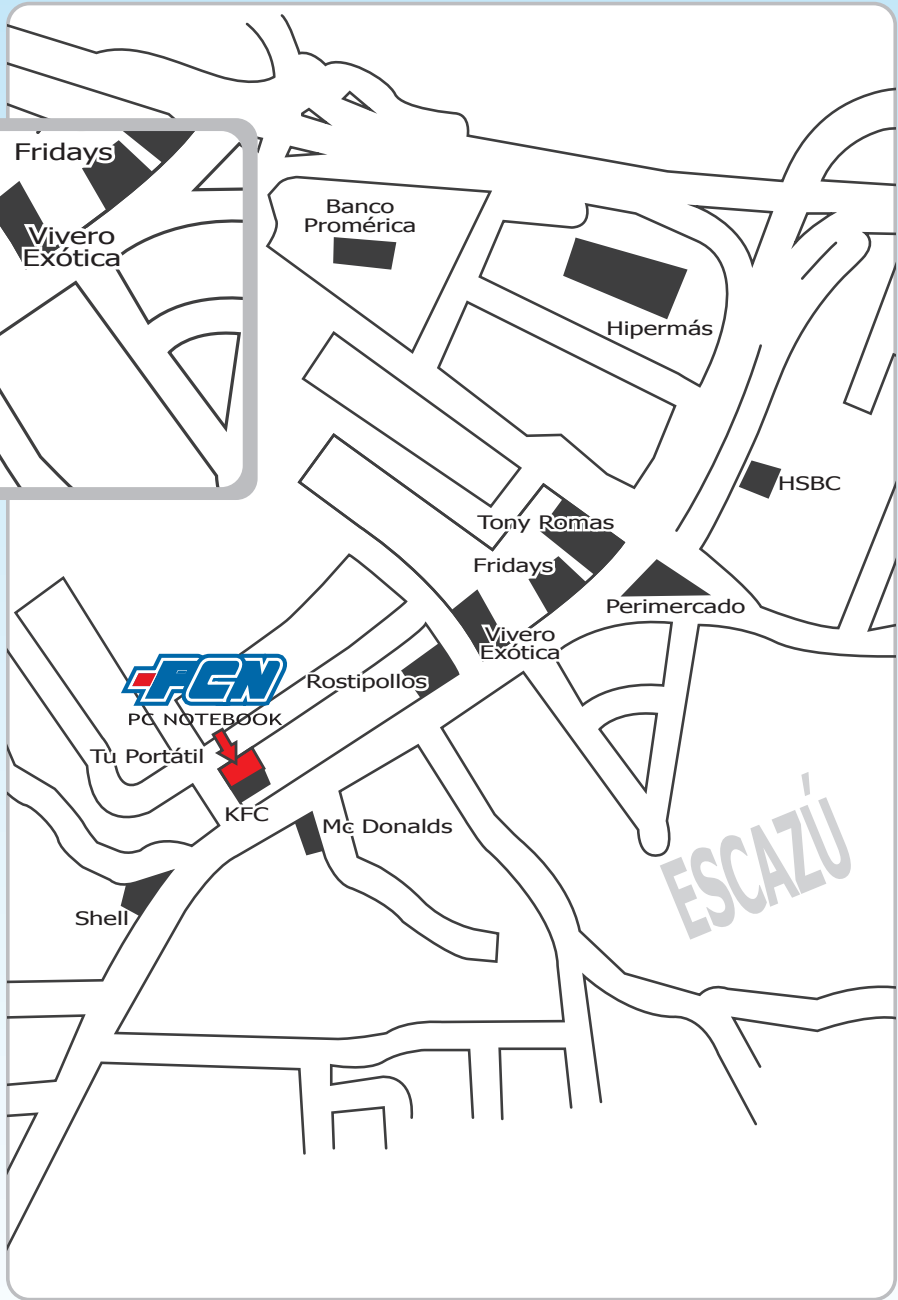 Fridays
Vivero
Exótica
Banco
Promérica
Hipermás
HSBC
Tony Romas
Fridays
Perimercado
Vivero
Exótica
PCN
PC NOTEBOOK
Rostipollos
Tu Portátil
KFC
Mc Donalds
ESCAZÚ
Shell